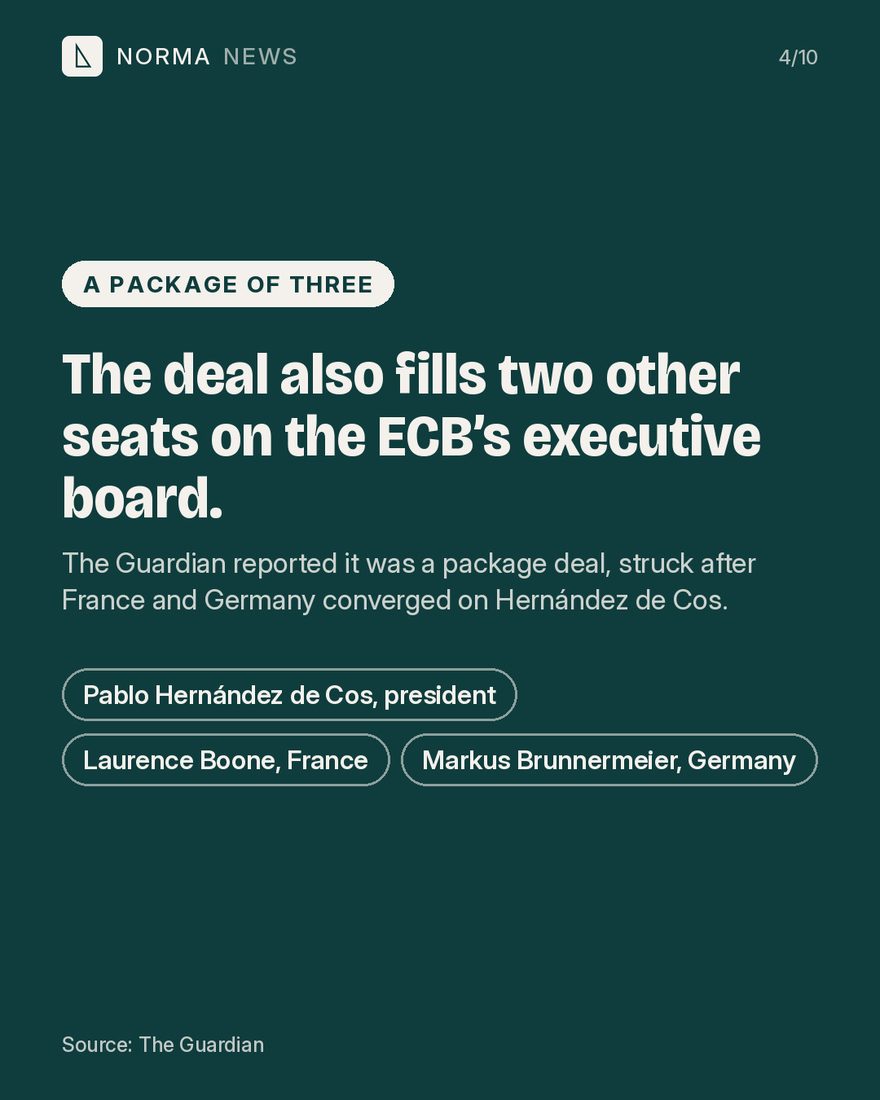 NORMA NEWS
4/10
A PACKAGE OF THREE
The deal also fills two other
seats on the ECB’s executive
board.
The Guardian reported it was a package deal, struck after
France and Germany converged on Hernández de Cos.
Pablo Hernández de Cos, president
Laurence Boone, France
Markus Brunnermeier, Germany
Source: The Guardian